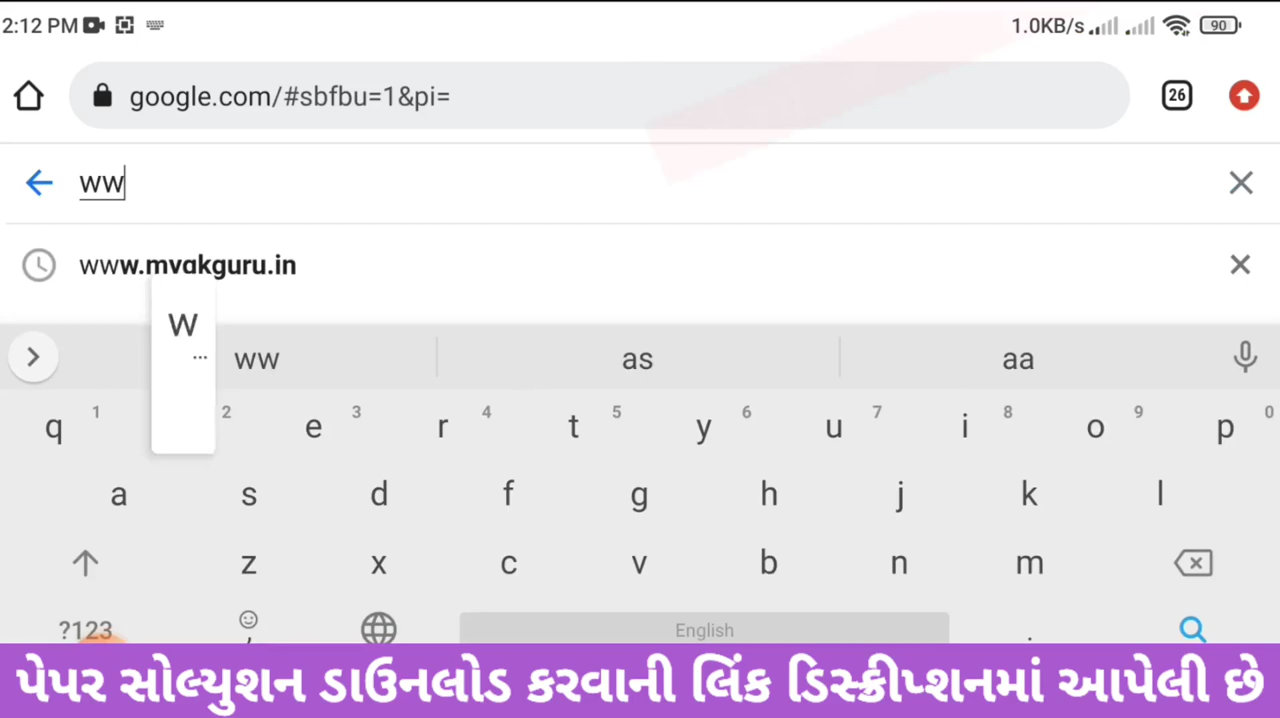 2:12 PM 1.0KB/s 90
google.com/#sbfbu=1&pi= 26
ww
www.mvakguru.in
w
...
ww as aa
q 1 2 e 3 r 4 t 5 y 6 u 7 i 8 o 9 p 0
a s d f g h j k l
z x c v b n m
?123 , English .
પેપર સોલ્યુશન ડાઉનલોડ કરવાની લિંક ડિસ્ક્રીપ્શનમાં આપેલી છે